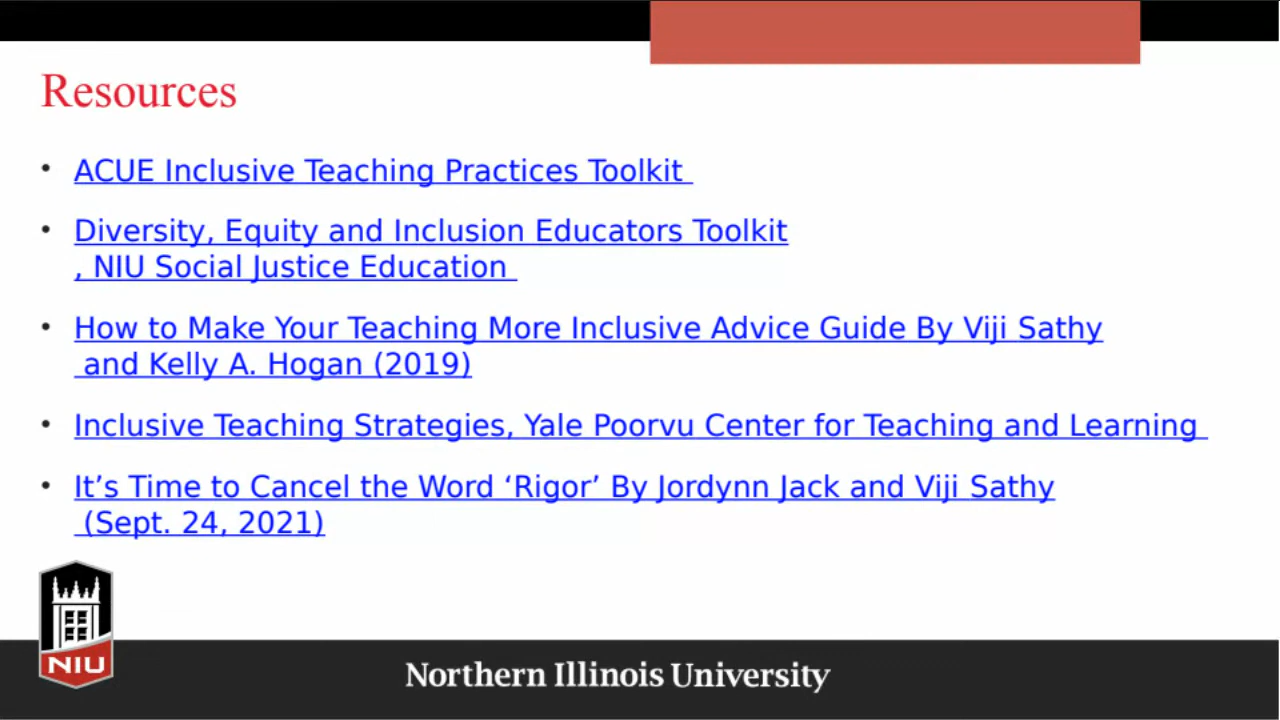 Resources
• ACUE Inclusive Teaching Practices Toolkit
• Diversity, Equity and Inclusion Educators Toolkit
, NIU Social Justice Education
• How to Make Your Teaching More Inclusive Advice Guide By Viji Sathy
and Kelly A. Hogan (2019)
• Inclusive Teaching Strategies, Yale Poorvu Center for Teaching and Learning
• It’s Time to Cancel the Word ‘Rigor’ By Jordynn Jack and Viji Sathy
(Sept. 24, 2021)
NIU
Northern Illinois University